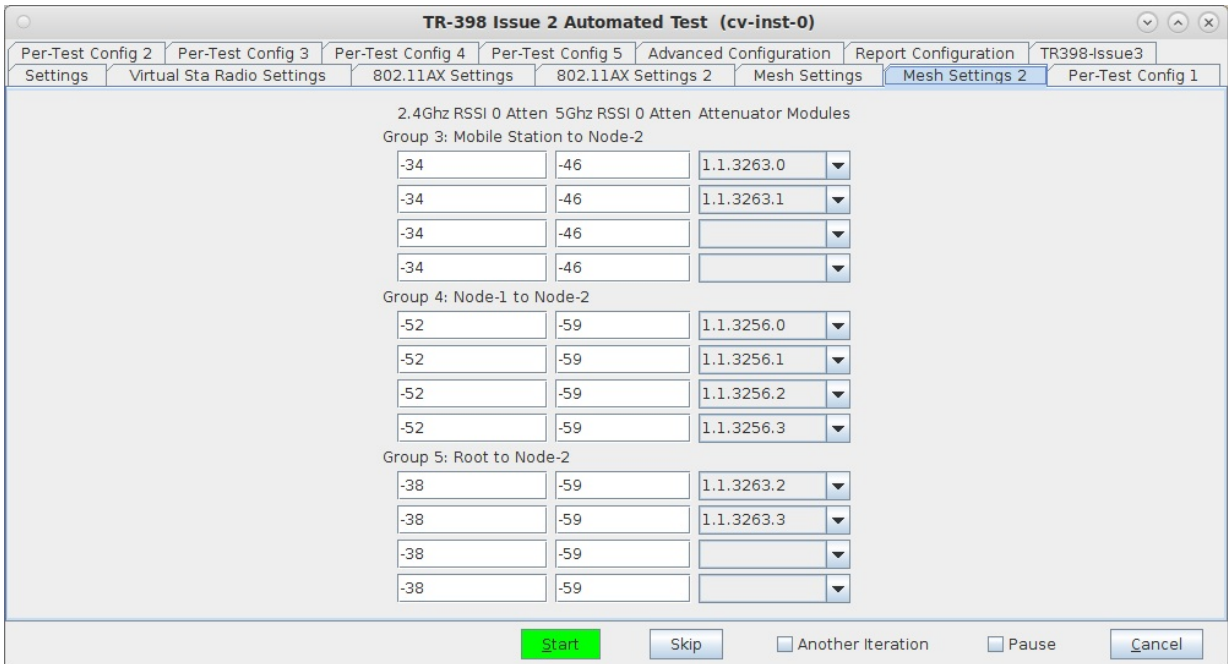 TR-398 Issue 2 Automated Test (cv-inst-0)
Per-Test Config 2 Per-Test Config 3 Per-Test Config 4 Per-Test Config 5 Advanced Configuration Report Configuration TR398-Issue3
Settings Virtual Sta Radio Settings 802.11AX Settings 802.11AX Settings 2 Mesh Settings Mesh Settings 2 Per-Test Config 1
2.4Ghz RSSI 0 Atten 5Ghz RSSI 0 Atten Attenuator Modules
Group 3: Mobile Station to Node-2
-34 -46 1.1.3263.0
-34 -46 1.1.3263.1
-34 -46
-34 -46
Group 4: Node-1 to Node-2
-52 -59 1.1.3256.0
-52 -59 1.1.3256.1
-52 -59 1.1.3256.2
-52 -59 1.1.3256.3
Group 5: Root to Node-2
-38 -59 1.1.3263.2
-38 -59 1.1.3263.3
-38 -59
-38 -59
Start Skip Another Iteration Pause Cancel